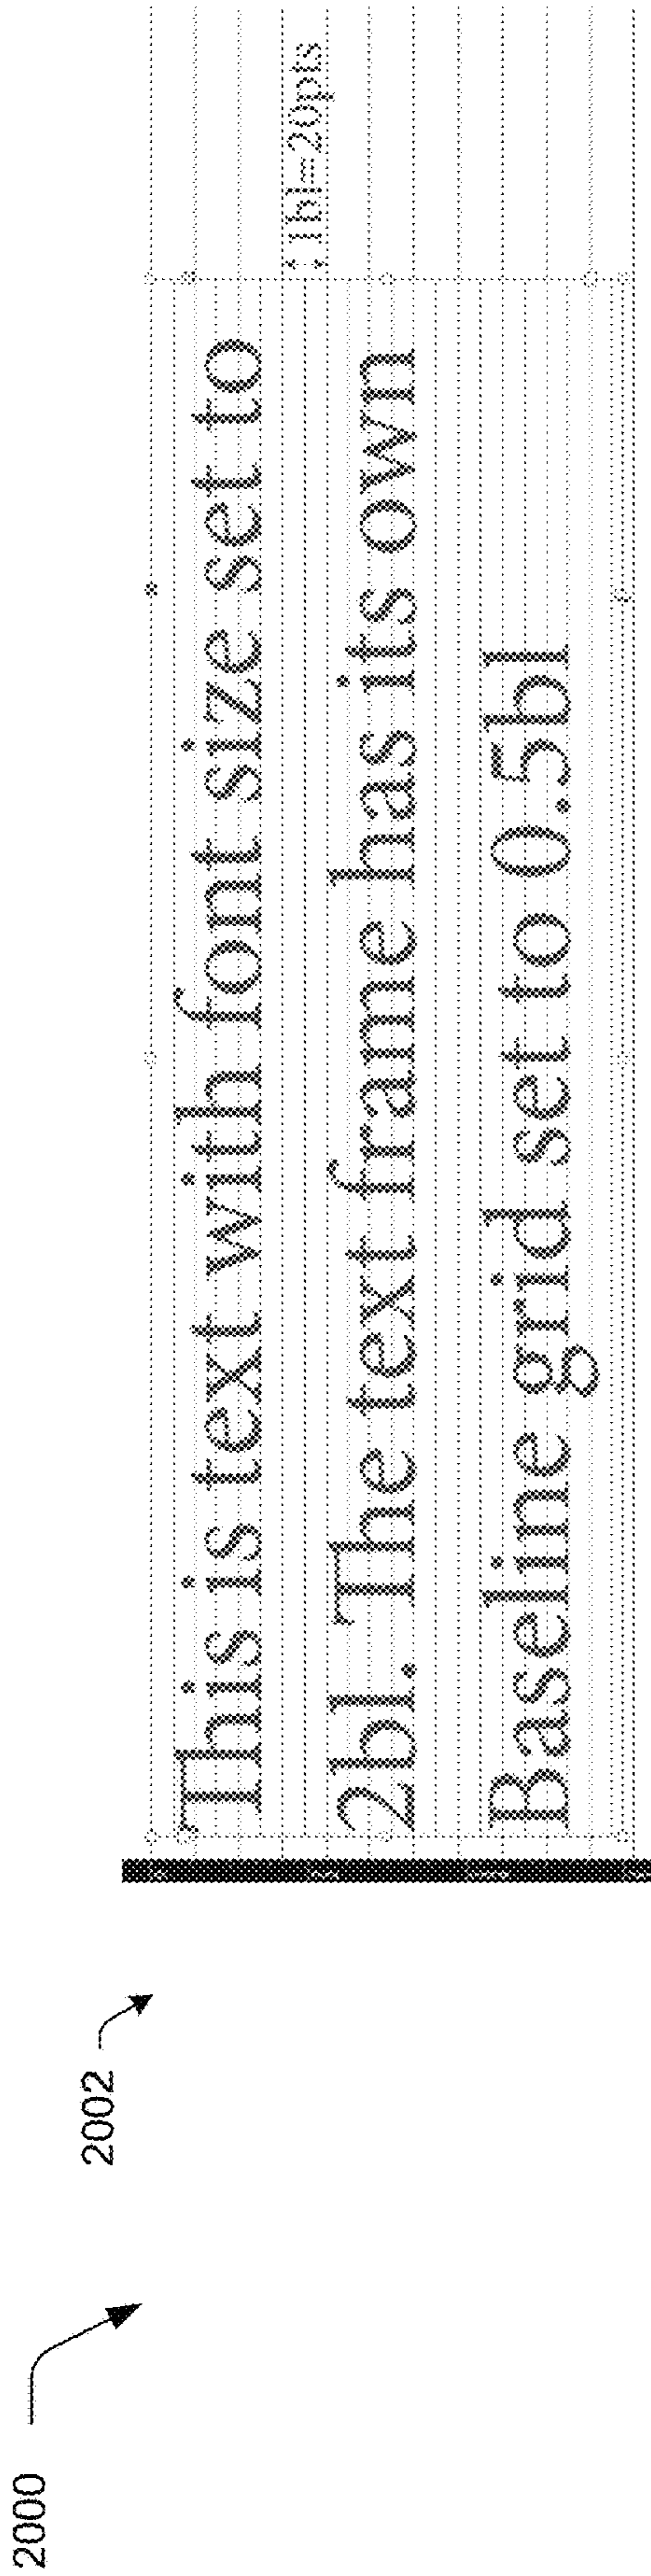 2000
2002
This is text with font size set to
2bl. The text frame has its own
Baseline grid set to 0.5bl
1bl=20pts